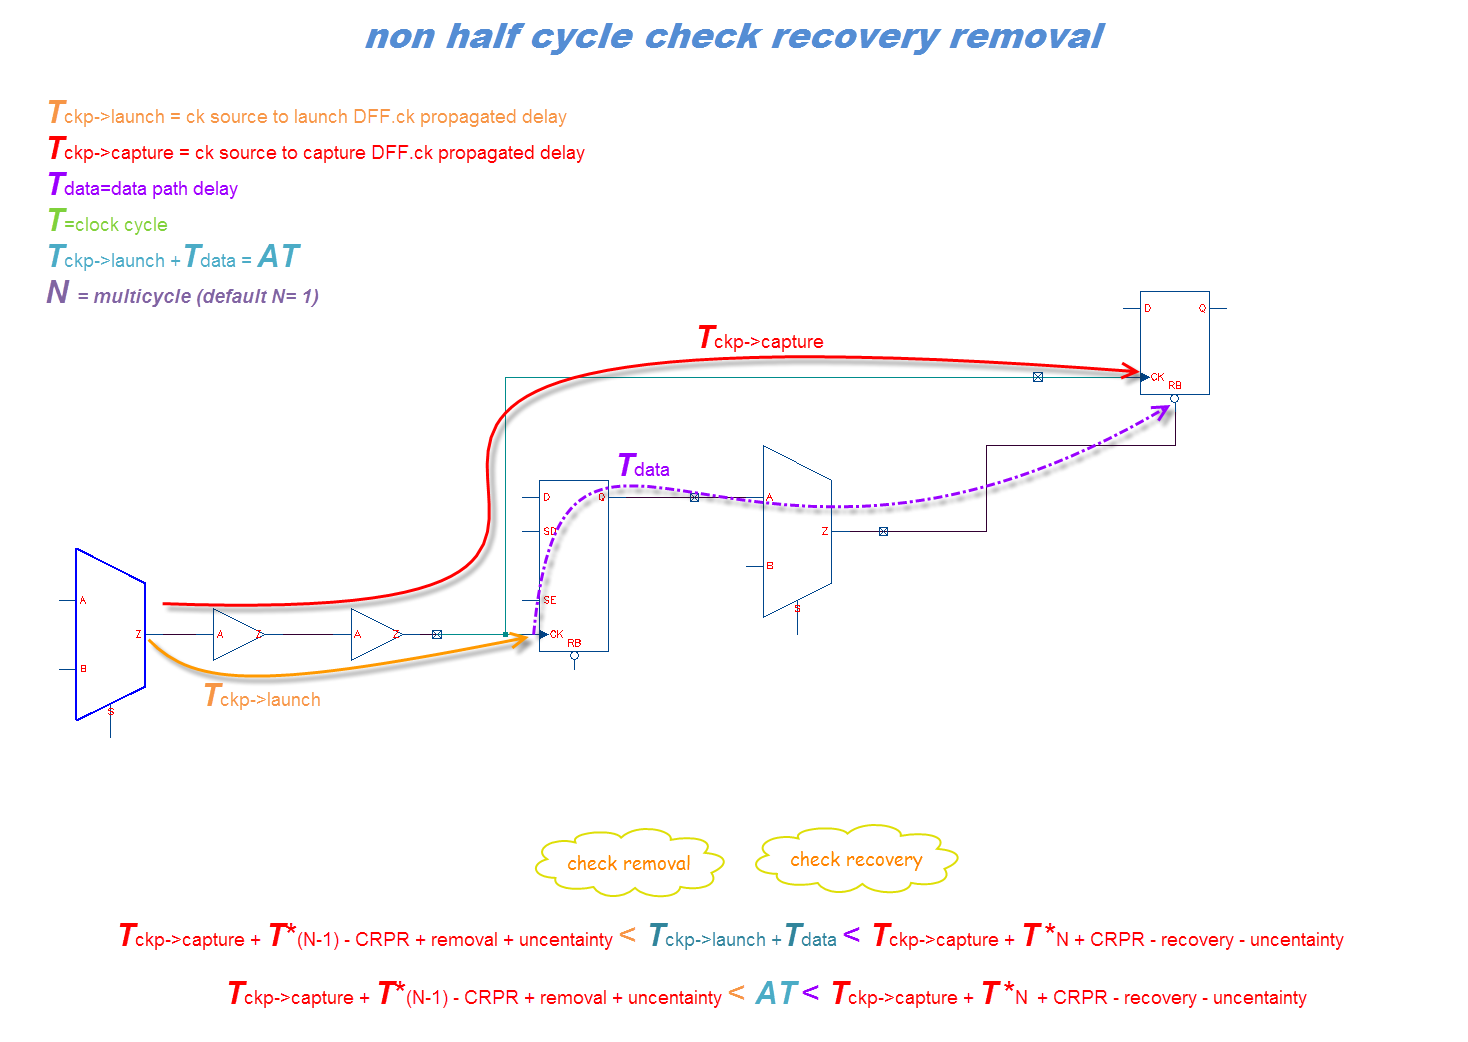 non half cycle check recovery removal
Tckp->launch = ck source to launch DFF.ck propagated delay
Tckp->capture = ck source to capture DFF.ck propagated delay
Tdata=data path delay
T=clock cycle
Tckp->launch +Tdata = AT
N = multicycle (default N= 1)
D Q
Tckp->capture
CK
RB
Tdata
D Q
A
SD
Z
B
A
SE
S
Z A Z A Z
CK
RB
B
Tckp->launch
S
check removal
check recovery
Tckp->capture + T*(N-1) - CRPR + removal + uncentainty < Tckp->launch +Tdata < Tckp->capture + T *N + CRPR - recovery - uncentainty
Tckp->capture + T*(N-1) - CRPR + removal + uncentainty < AT < Tckp->capture + T *N + CRPR - recovery - uncentainty